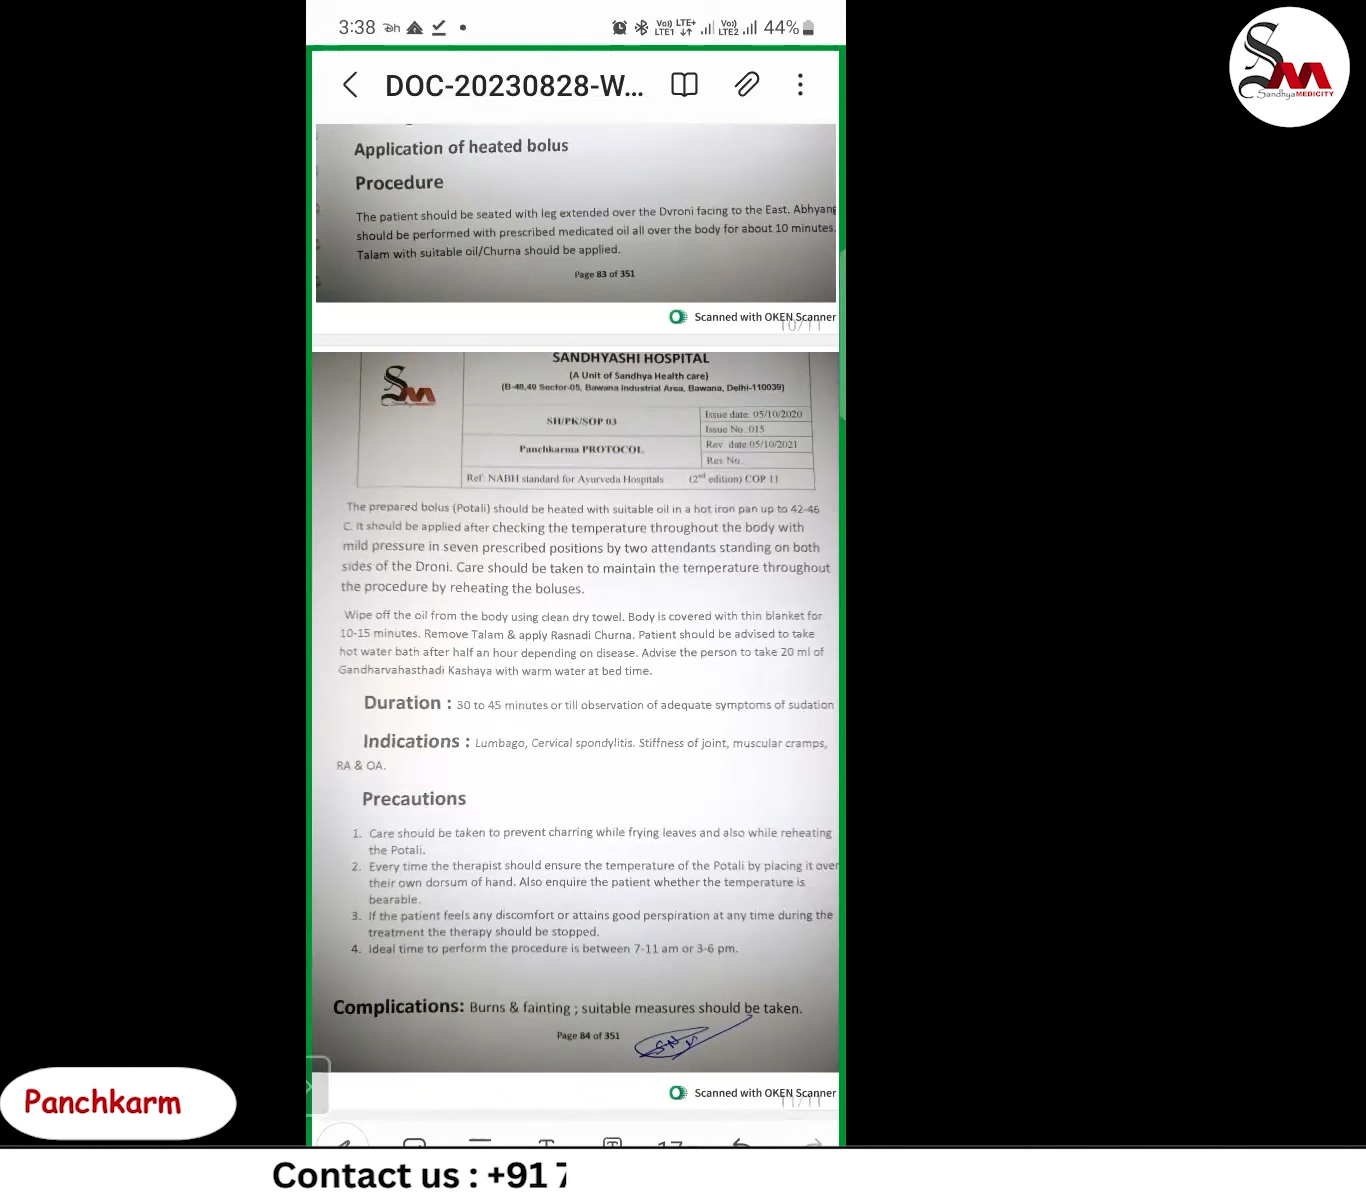 3:38
Vo) LTE+ Vo)
LTE1 LTE2 44%
DOC-20230828-W...
SM
Sandhya MEDICITY
Application of heated bolus
Procedure
The patient should be seated with leg extended over the Dvroni facing to the East. Abhyang
should be performed with prescribed medicated oil all over the body for about 10 minutes.
Talam with suitable oil/Churna should be applied.
Page 83 of 351
Scanned with OKEN Scanner
10/11
SM
SANDHYASHI HOSPITAL
(A Unit of Sandhya Health care)
(B-48,49 Sector-05, Bawana Industrial Area, Bawana, Delhi-110039)
SH/PK/SOP 03
Issue date: 05/10/2020
Issue No. 015
Panchkarma PROTOCOL
Rev. date:05/10/2021
Rev No.
Ref: NABH standard for Ayurveda Hospitals (2nd edition) COP 11
The prepared bolus (Potali) should be heated with suitable oil in a hot iron pan up to 42-46
C. It should be applied after checking the temperature throughout the body with
mild pressure in seven prescribed positions by two attendants standing on both
sides of the Droni. Care should be taken to maintain the temperature throughout
the procedure by reheating the boluses.
Wipe off the oil from the body using clean dry towel. Body is covered with thin blanket for
10-15 minutes. Remove Talam & apply Rasnadi Churna. Patient should be advised to take
hot water bath after half an hour depending on disease. Advise the person to take 20 ml of
Gandharvahasthadi Kashaya with warm water at bed time.
Duration : 30 to 45 minutes or till observation of adequate symptoms of sudation
Indications : Lumbago, Cervical spondylitis. Stiffness of joint, muscular cramps,
RA & OA.
Precautions
1. Care should be taken to prevent charring while frying leaves and also while reheating
the Potali.
2. Every time the therapist should ensure the temperature of the Potali by placing it over
their own dorsum of hand. Also enquire the patient whether the temperature is
bearable.
3. If the patient feels any discomfort or attains good perspiration at any time during the
treatment the therapy should be stopped.
4. Ideal time to perform the procedure is between 7-11 am or 3-6 pm.
Complications: Burns & fainting ; suitable measures should be taken.
Page 84 of 351
Scanned with OKEN Scanner
11/11
Panchkarm
Contact us : +91